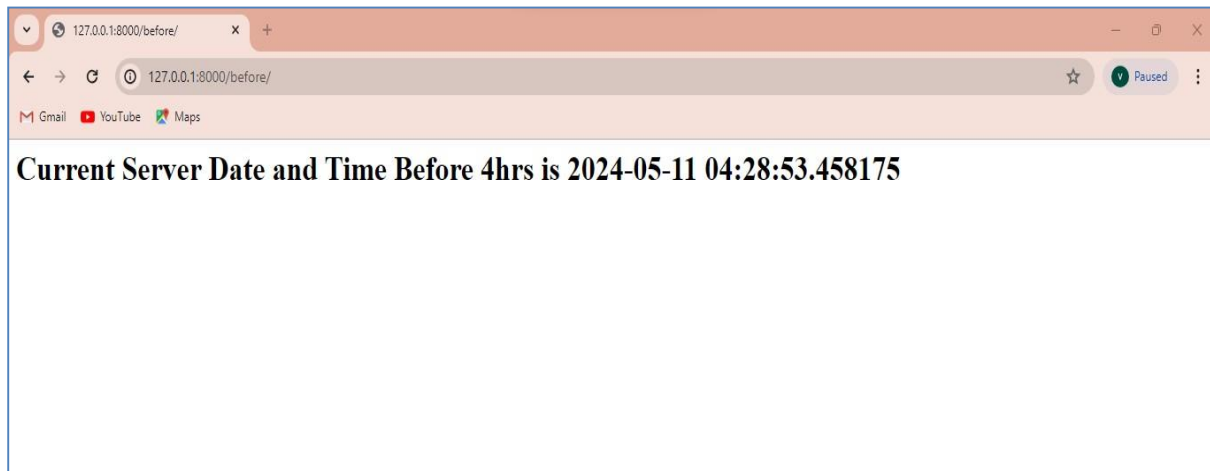 127.0.0.1:8000/before/
127.0.0.1:8000/before/
V Paused
Gmail YouTube Maps
Current Server Date and Time Before 4hrs is 2024-05-11 04:28:53.458175